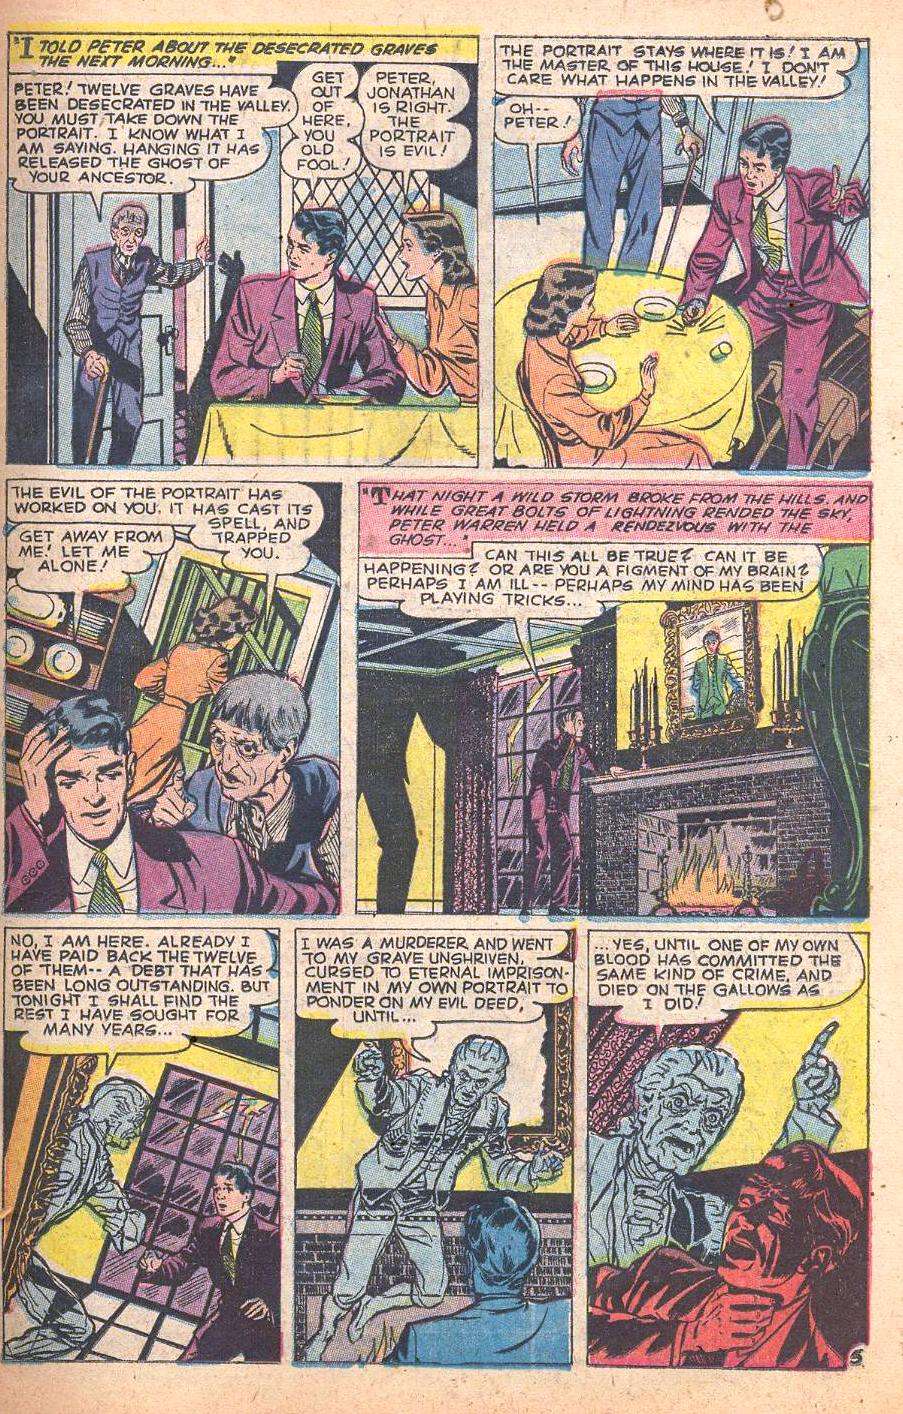 "I TOLD PETER ABOUT THE DESECRATED GRAVES
THE NEXT MORNING..."
PETER! TWELVE GRAVES HAVE
BEEN DESECRATED IN THE VALLEY.
YOU MUST TAKE DOWN THE
PORTRAIT. I KNOW WHAT I
AM SAYING. HANGING IT HAS
RELEASED THE GHOST OF
YOUR ANCESTOR.
GET
OUT
OF
HERE,
YOU
OLD
FOOL!
PETER,
JONATHAN
IS RIGHT.
THE
PORTRAIT
IS EVIL!
THE PORTRAIT STAYS WHERE IT IS! I AM
THE MASTER OF THIS HOUSE! I DON'T
CARE WHAT HAPPENS IN THE VALLEY!
OH--
PETER!
THE EVIL OF THE PORTRAIT HAS
WORKED ON YOU. IT HAS CAST ITS
SPELL, AND
TRAPPED
YOU.
GET AWAY FROM
ME! LET ME
ALONE!
"THAT NIGHT A WILD STORM BROKE FROM THE HILLS, AND
WHILE GREAT BOLTS OF LIGHTNING RENDED THE SKY,
PETER WARREN HELD A RENDEZVOUS WITH THE
GHOST..."
CAN THIS ALL BE TRUE? CAN IT BE
HAPPENING? OR ARE YOU A FIGMENT OF MY BRAIN?
PERHAPS I AM ILL-- PERHAPS MY MIND HAS BEEN
PLAYING TRICKS...
NO, I AM HERE. ALREADY I
HAVE PAID BACK THE TWELVE
OF THEM-- A DEBT THAT HAS
BEEN LONG OUTSTANDING. BUT
TONIGHT I SHALL FIND THE
REST I HAVE SOUGHT FOR
MANY YEARS...
I WAS A MURDERER, AND WENT
TO MY GRAVE UNSHRIVEN,
CURSED TO ETERNAL IMPRISON-
MENT IN MY OWN PORTRAIT TO
PONDER ON MY EVIL DEED,
UNTIL...
...YES, UNTIL ONE OF MY OWN
BLOOD HAS COMMITTED THE
SAME KIND OF CRIME, AND
DIED ON THE GALLOWS AS
I DID!
5